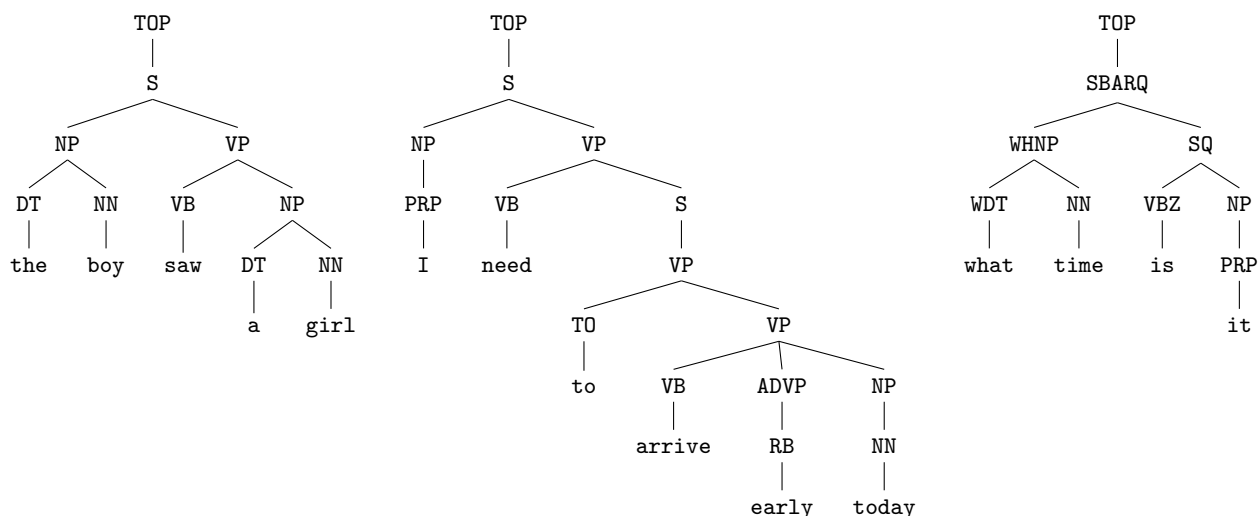 TOP TOP TOP
S S SBARQ
NP VP NP VP WHNP SQ
DT NN VB NP PRP VB S WDT NN VBZ NP
the boy saw DT NN I need VP what time is PRP
a girl TO VP it
to VB ADVP NP
arrive RB NN
early today